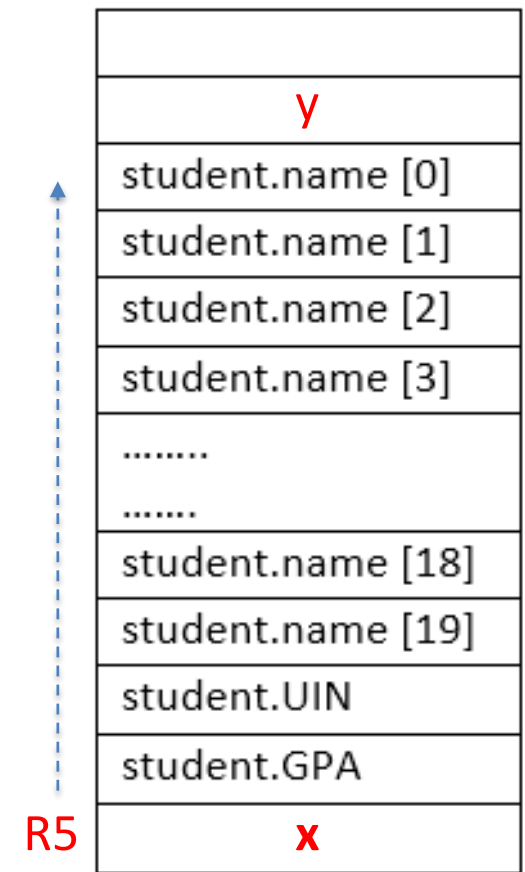 y
student.name [0]
student.name [1]
student.name [2]
student.name [3]
........
.......
student.name [18]
student.name [19]
student.UIN
student.GPA
R5 x